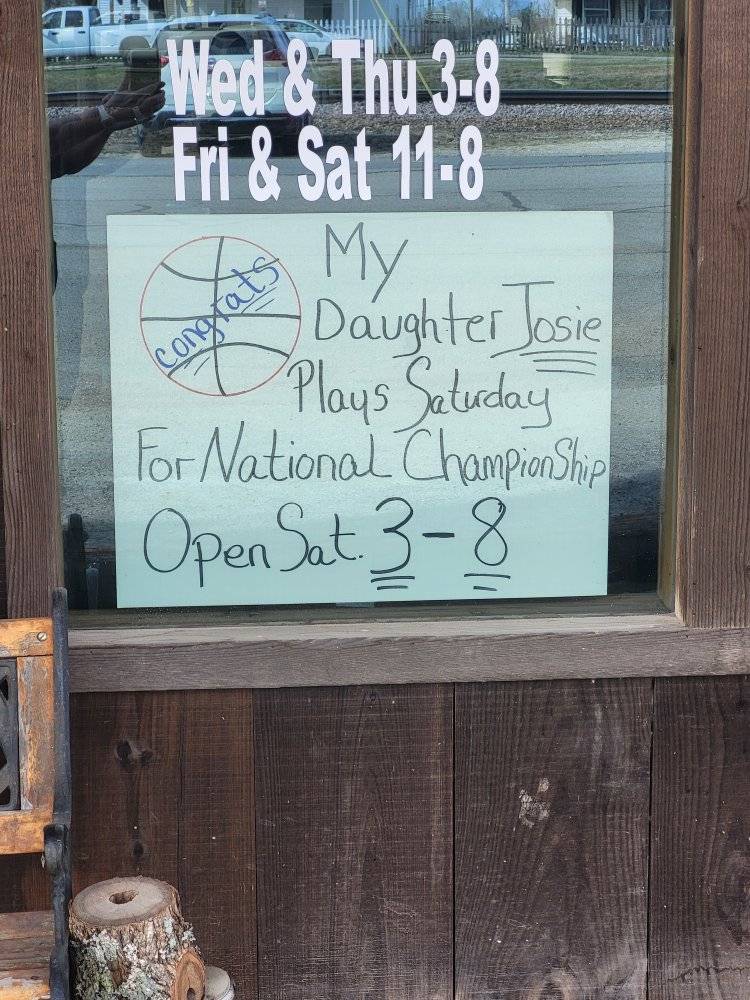 Wed & Thu 3-8
Fri & Sat 11-8
congrats
My
Daughter Josie
Plays Saturday
For National ChampionShip
Open Sat. 3-8